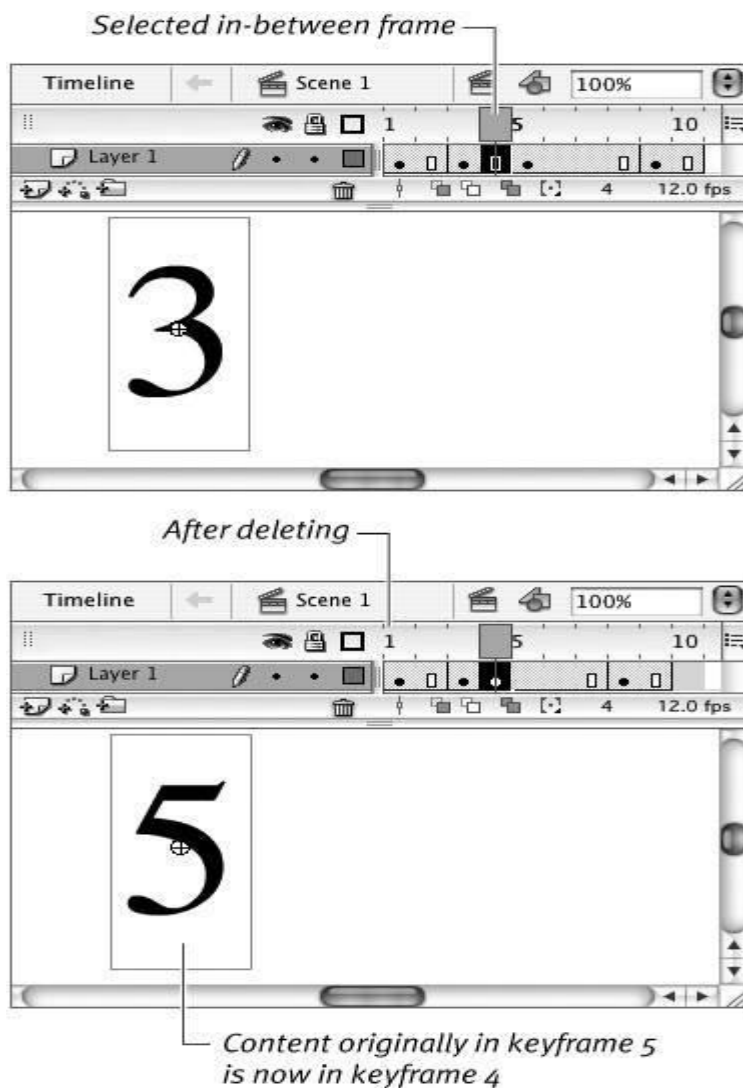 Selected in-between frame
Timeline Scene 1 100%
1 5 10
Layer 1
4 12.0 fps
3
After deleting
Timeline Scene 1 100%
1 5 10
Layer 1
4 12.0 fps
5
Content originally in keyframe 5
is now in keyframe 4